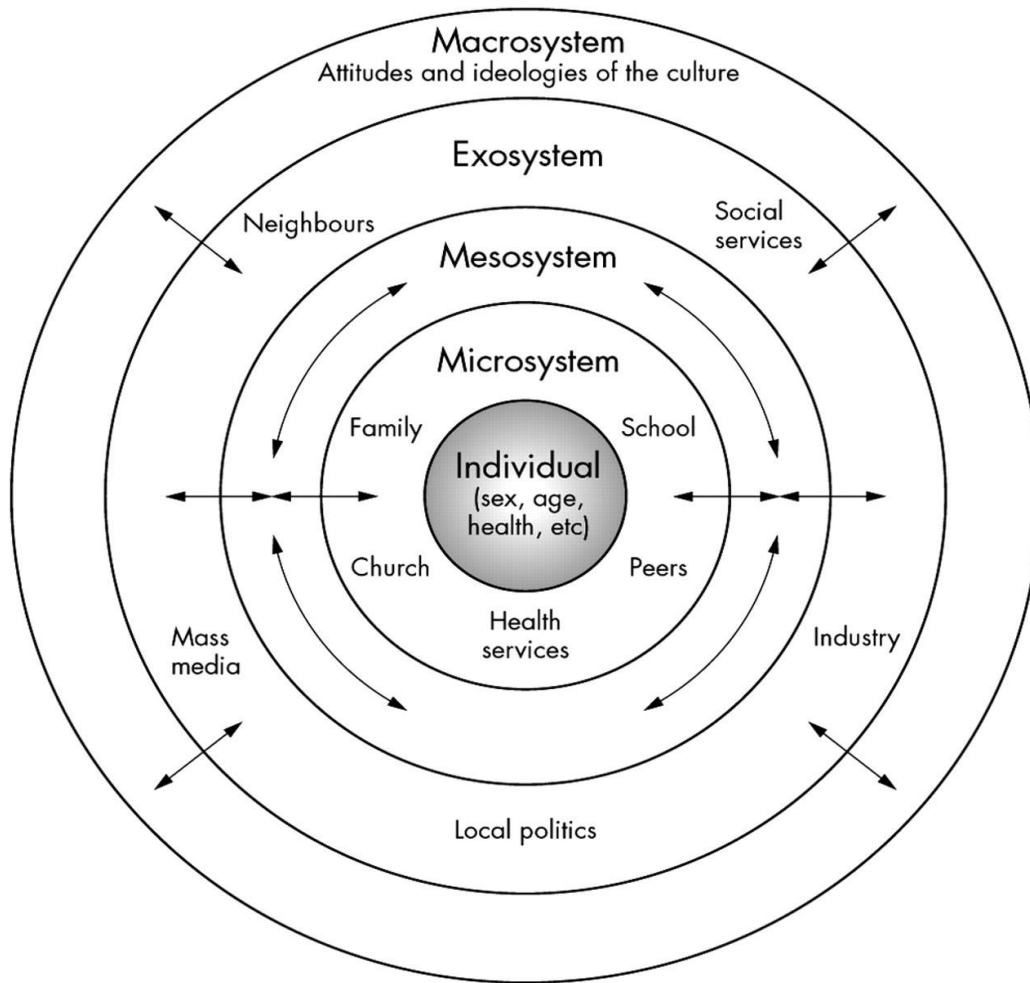 Macrosystem
Attitudes and ideologies of the culture
Exosystem
Neighbours
Social
services
Mesosystem
Microsystem
Family
School
Individual
(sex, age,
health, etc)
Church
Peers
Health
services
Mass
media
Industry
Local politics